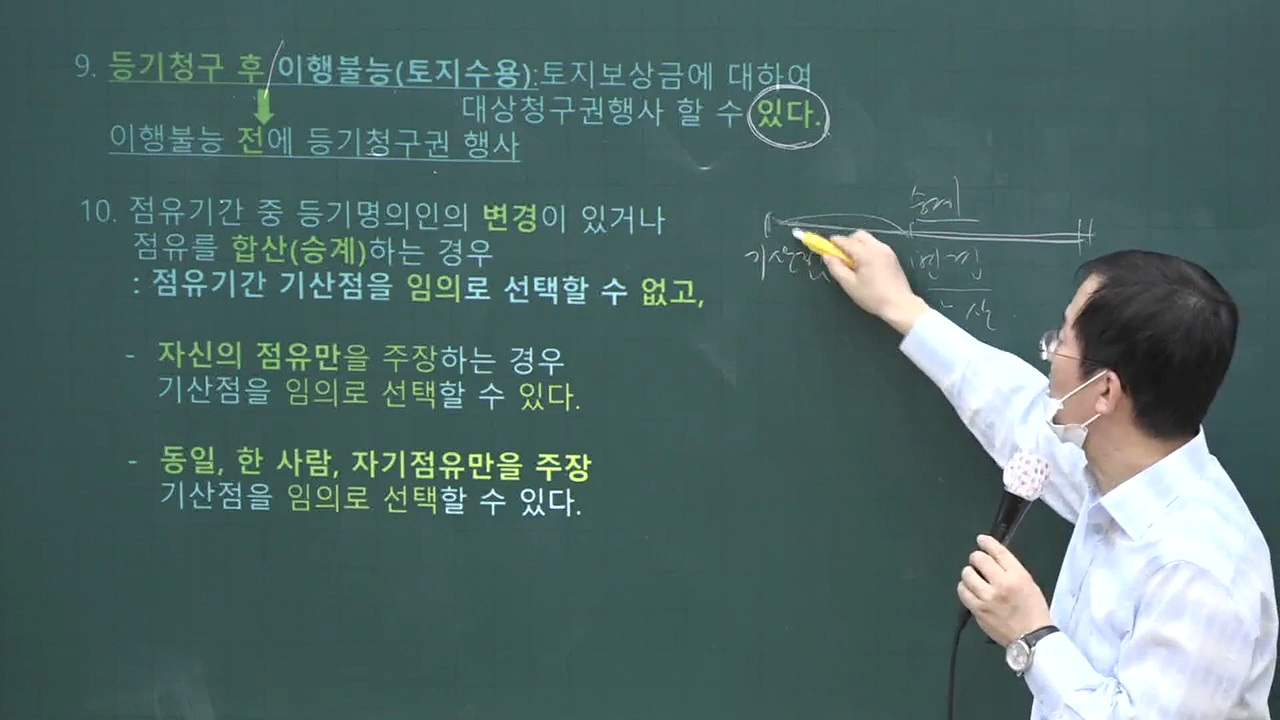 9. 등기청구 후 이행불능(토지수용):토지보상금에 대하여
대상청구권행사 할 수 있다.
이행불능 전에 등기청구권 행사
10. 점유기간 중 등기명의인의 변경이 있거나
점유를 합산(승계)하는 경우
: 점유기간 기산점을 임의로 선택할 수 없고,
- 자신의 점유만을 주장하는 경우
기산점을 임의로 선택할 수 있다.
- 동일, 한 사람, 자기점유만을 주장
기산점을 임의로 선택할 수 있다.
승계
변경